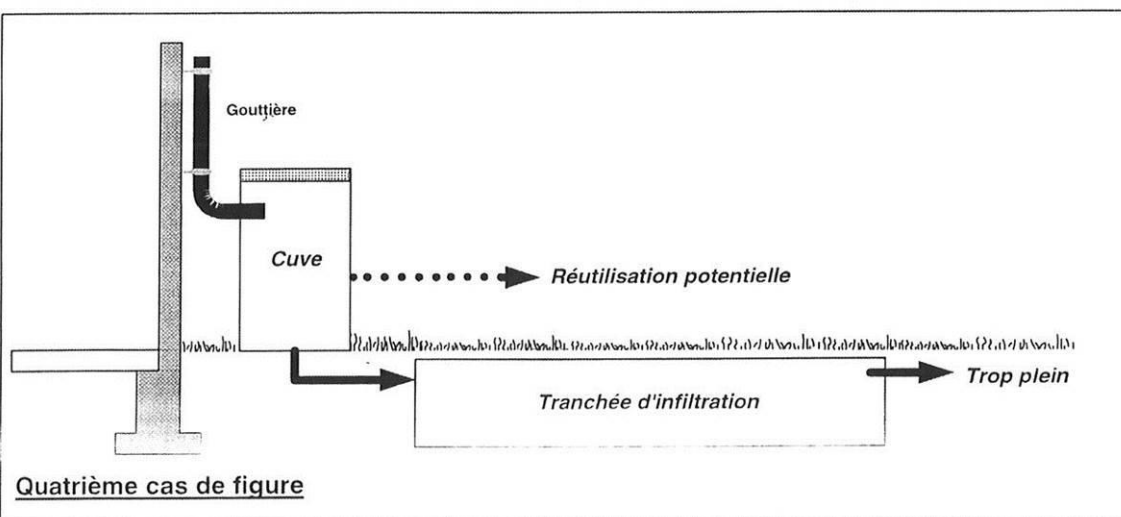 Gouttière
Cuve
Réutilisation potentielle
Trop plein
Tranchée d'infiltration
Quatrième cas de figure